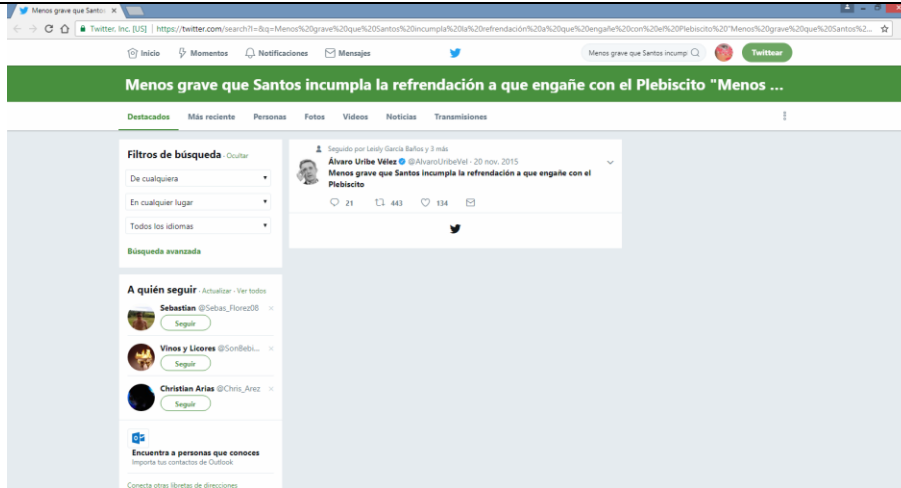 Menos grave que Santos
Twitter, Inc. [US] | https://twitter.com/search?l=&q=Menos%20grave%20que%20Santos%20incumpla%20la%20refrendación%20a%20que%20engañe%20con%20el%20Plebiscito%20"Menos%20grave%20que%20Santos%2...
Inicio Momentos Notificaciones Mensajes Menos grave que Santos incump Twittear
Menos grave que Santos incumpla la refrendación a que engañe con el Plebiscito "Menos ...
Destacados Más reciente Personas Fotos Videos Noticias Transmisiones
Filtros de búsqueda · Ocultar
De cualquiera
En cualquier lugar
Todos los idiomas
Búsqueda avanzada
Seguido por Leisly García Baños y 3 más
Álvaro Uribe Vélez @AlvaroUribeVel · 20 nov. 2015
Menos grave que Santos incumpla la refrendación a que engañe con el
Plebiscito
21 443 134
A quién seguir · Actualizar · Ver todos
Sebastian @Sebas_Florez08
Seguir
Vinos y Licores @SonBebi...
Seguir
Christian Arias @Chris_Arez
Seguir
Encuentra a personas que conoces
Importa tus contactos de Outlook
Conecta otras libretas de direcciones